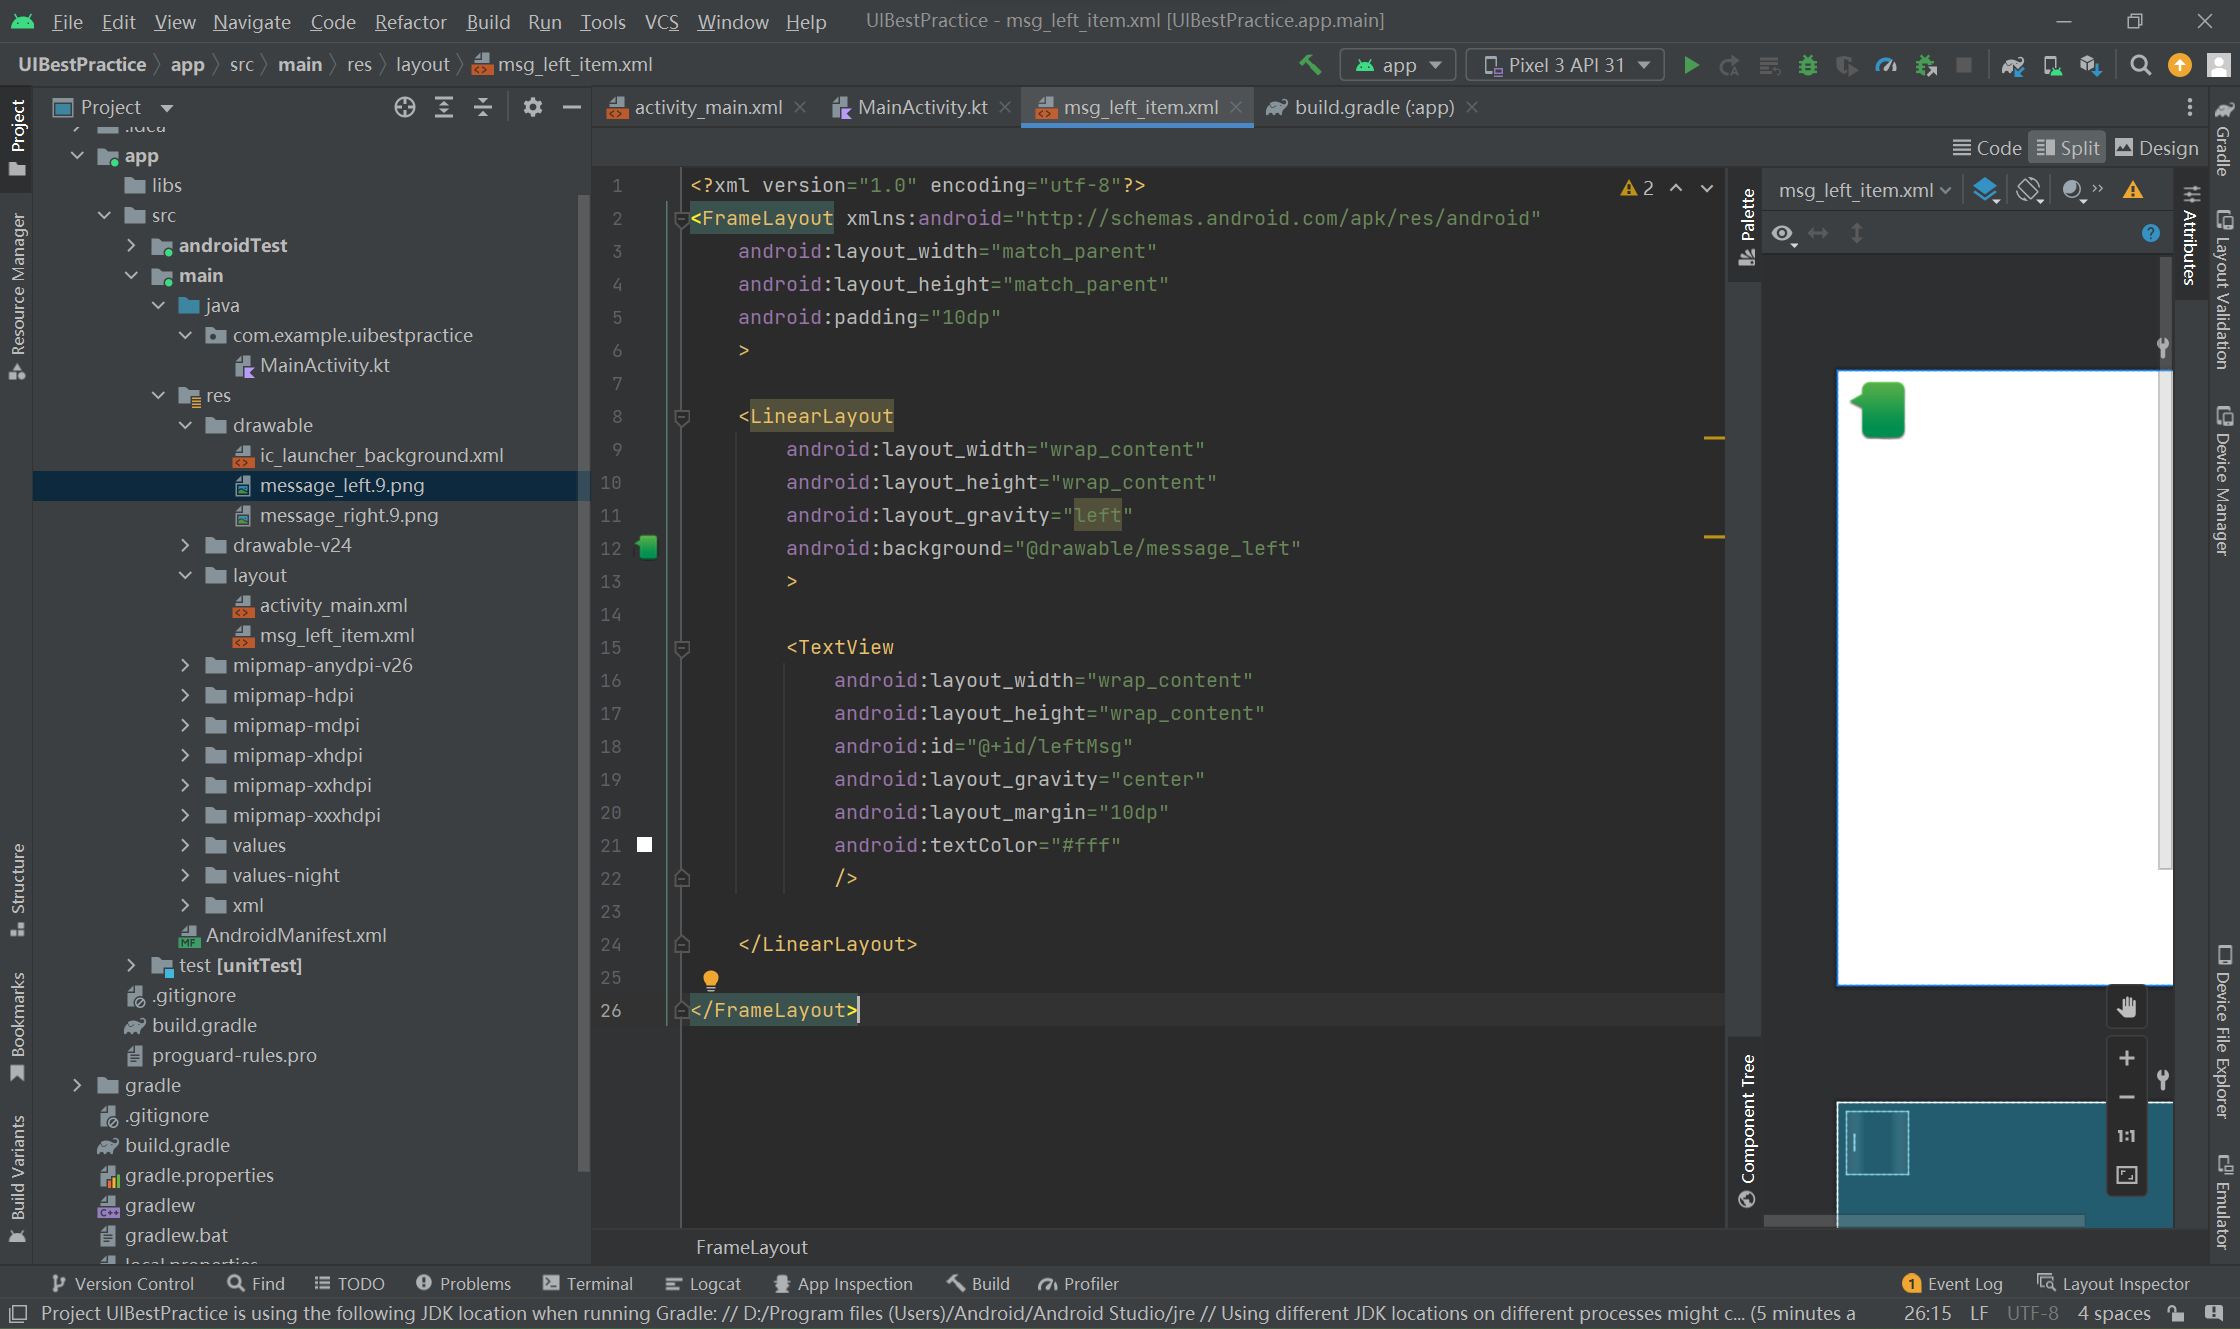 File Edit View Navigate Code Refactor Build Run Tools VCS Window Help UIBestPractice - msg_left_item.xml [UIBestPractice.app.main]
UIBestPractice app src main res layout msg_left_item.xml app Pixel 3 API 31
Project
activity_main.xml MainActivity.kt msg_left_item.xml build.gradle (:app)
Code Split Design
Project
Resource Manager
Structure
Bookmarks
Build Variants
.idea
app
libs
src
androidTest
main
java
com.example.uibestpractice
MainActivity.kt
res
drawable
ic_launcher_background.xml
message_left.9.png
message_right.9.png
drawable-v24
layout
activity_main.xml
msg_left_item.xml
mipmap-anydpi-v26
mipmap-hdpi
mipmap-mdpi
mipmap-xhdpi
mipmap-xxhdpi
mipmap-xxxhdpi
values
values-night
xml
AndroidManifest.xml
test [unitTest]
.gitignore
build.gradle
proguard-rules.pro
gradle
.gitignore
build.gradle
gradle.properties
gradlew
gradlew.bat
local.properties
1 <?xml version="1.0" encoding="utf-8"?>
2 <FrameLayout xmlns:android="http://schemas.android.com/apk/res/android"
3 android:layout_width="match_parent"
4 android:layout_height="match_parent"
5 android:padding="10dp"
6 >
7
8 <LinearLayout
9 android:layout_width="wrap_content"
10 android:layout_height="wrap_content"
11 android:layout_gravity="left"
12 android:background="@drawable/message_left"
13 >
14
15 <TextView
16 android:layout_width="wrap_content"
17 android:layout_height="wrap_content"
18 android:id="@+id/leftMsg"
19 android:layout_gravity="center"
20 android:layout_margin="10dp"
21 android:textColor="#fff"
22 />
23
24 </LinearLayout>
25
26 </FrameLayout>
2
FrameLayout
Palette
Component Tree
msg_left_item.xml
?
1:1
Attributes
Gradle
Layout Validation
Device Manager
Device File Explorer
Emulator
Version Control Find TODO Problems Terminal Logcat App Inspection Build Profiler 1 Event Log Layout Inspector
Project UIBestPractice is using the following JDK location when running Gradle: // D:/Program files (Users)/Android/Android Studio/jre // Using different JDK locations on different processes might c... (5 minutes a 26:15 LF UTF-8 4 spaces